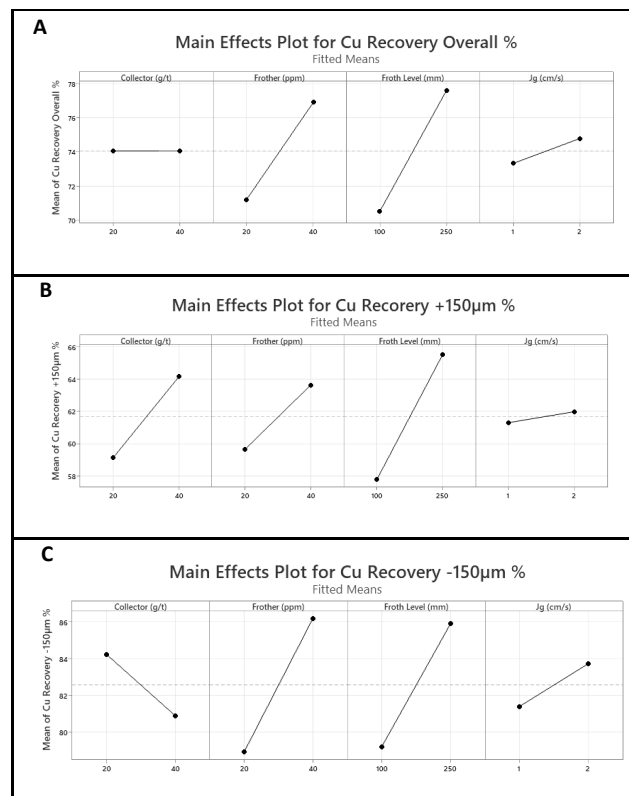 A
Main Effects Plot for Cu Recovery Overall %
Fitted Means
Collector (g/t) Frother (ppm) Froth Level (mm) Jg (cm/s)
Mean of Cu Recovery Overall %
78
76
74
72
70
20 40 20 40 100 250 1 2
B
Main Effects Plot for Cu Recorery +150µm %
Fitted Means
Collector (g/t) Frother (ppm) Froth Level (mm) Jg (cm/s)
Mean of Cu Recorery +150µm %
66
64
62
60
58
20 40 20 40 100 250 1 2
C
Main Effects Plot for Cu Recovery -150µm %
Fitted Means
Collector (g/t) Frother (ppm) Froth Level (mm) Jg (cm/s)
Mean of Cu Recovery -150µm %
86
84
82
80
20 40 20 40 100 250 1 2